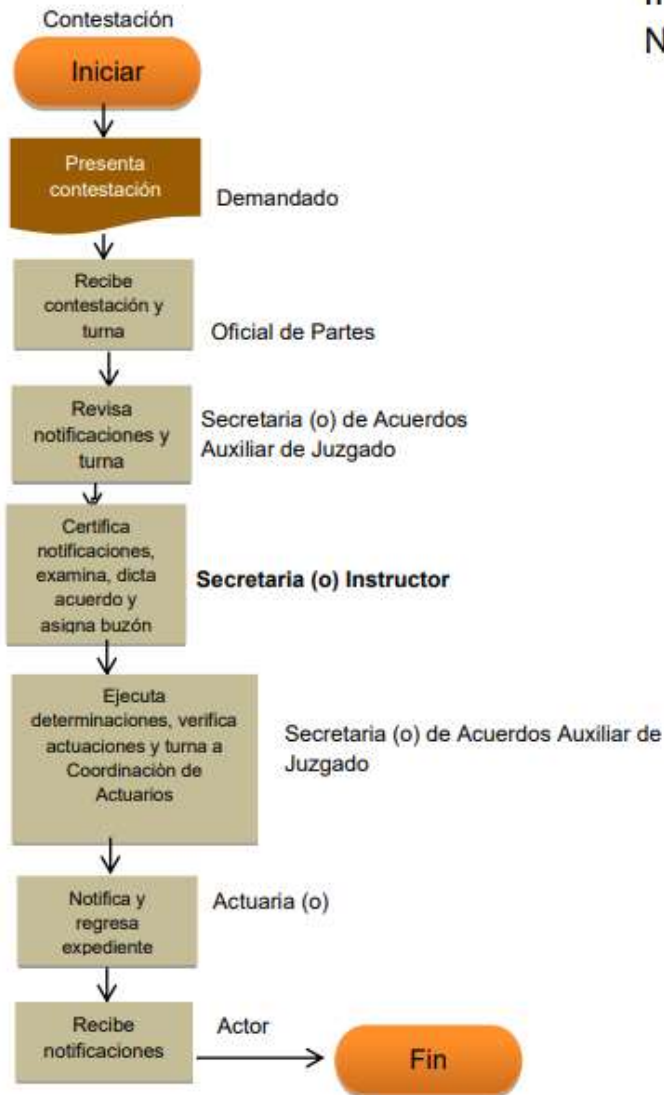 Contestación
Iniciar
N
Presenta
contestación
Demandado
Recibe
contestación y
turna
Oficial de Partes
Revisa
notificaciones y
turna
Secretaria (o) de Acuerdos
Auxiliar de Juzgado
Certifica
notificaciones,
examina, dicta
acuerdo y
asigna buzón
Secretaria (o) Instructor
Ejecuta
determinaciones, verifica
actuaciones y turna a
Coordinaciòn de
Actuarios
Secretaria (o) de Acuerdos Auxiliar de
Juzgado
Notifica y
regresa
expediente
Actuaria (o)
Recibe
notificaciones
Actor
Fin